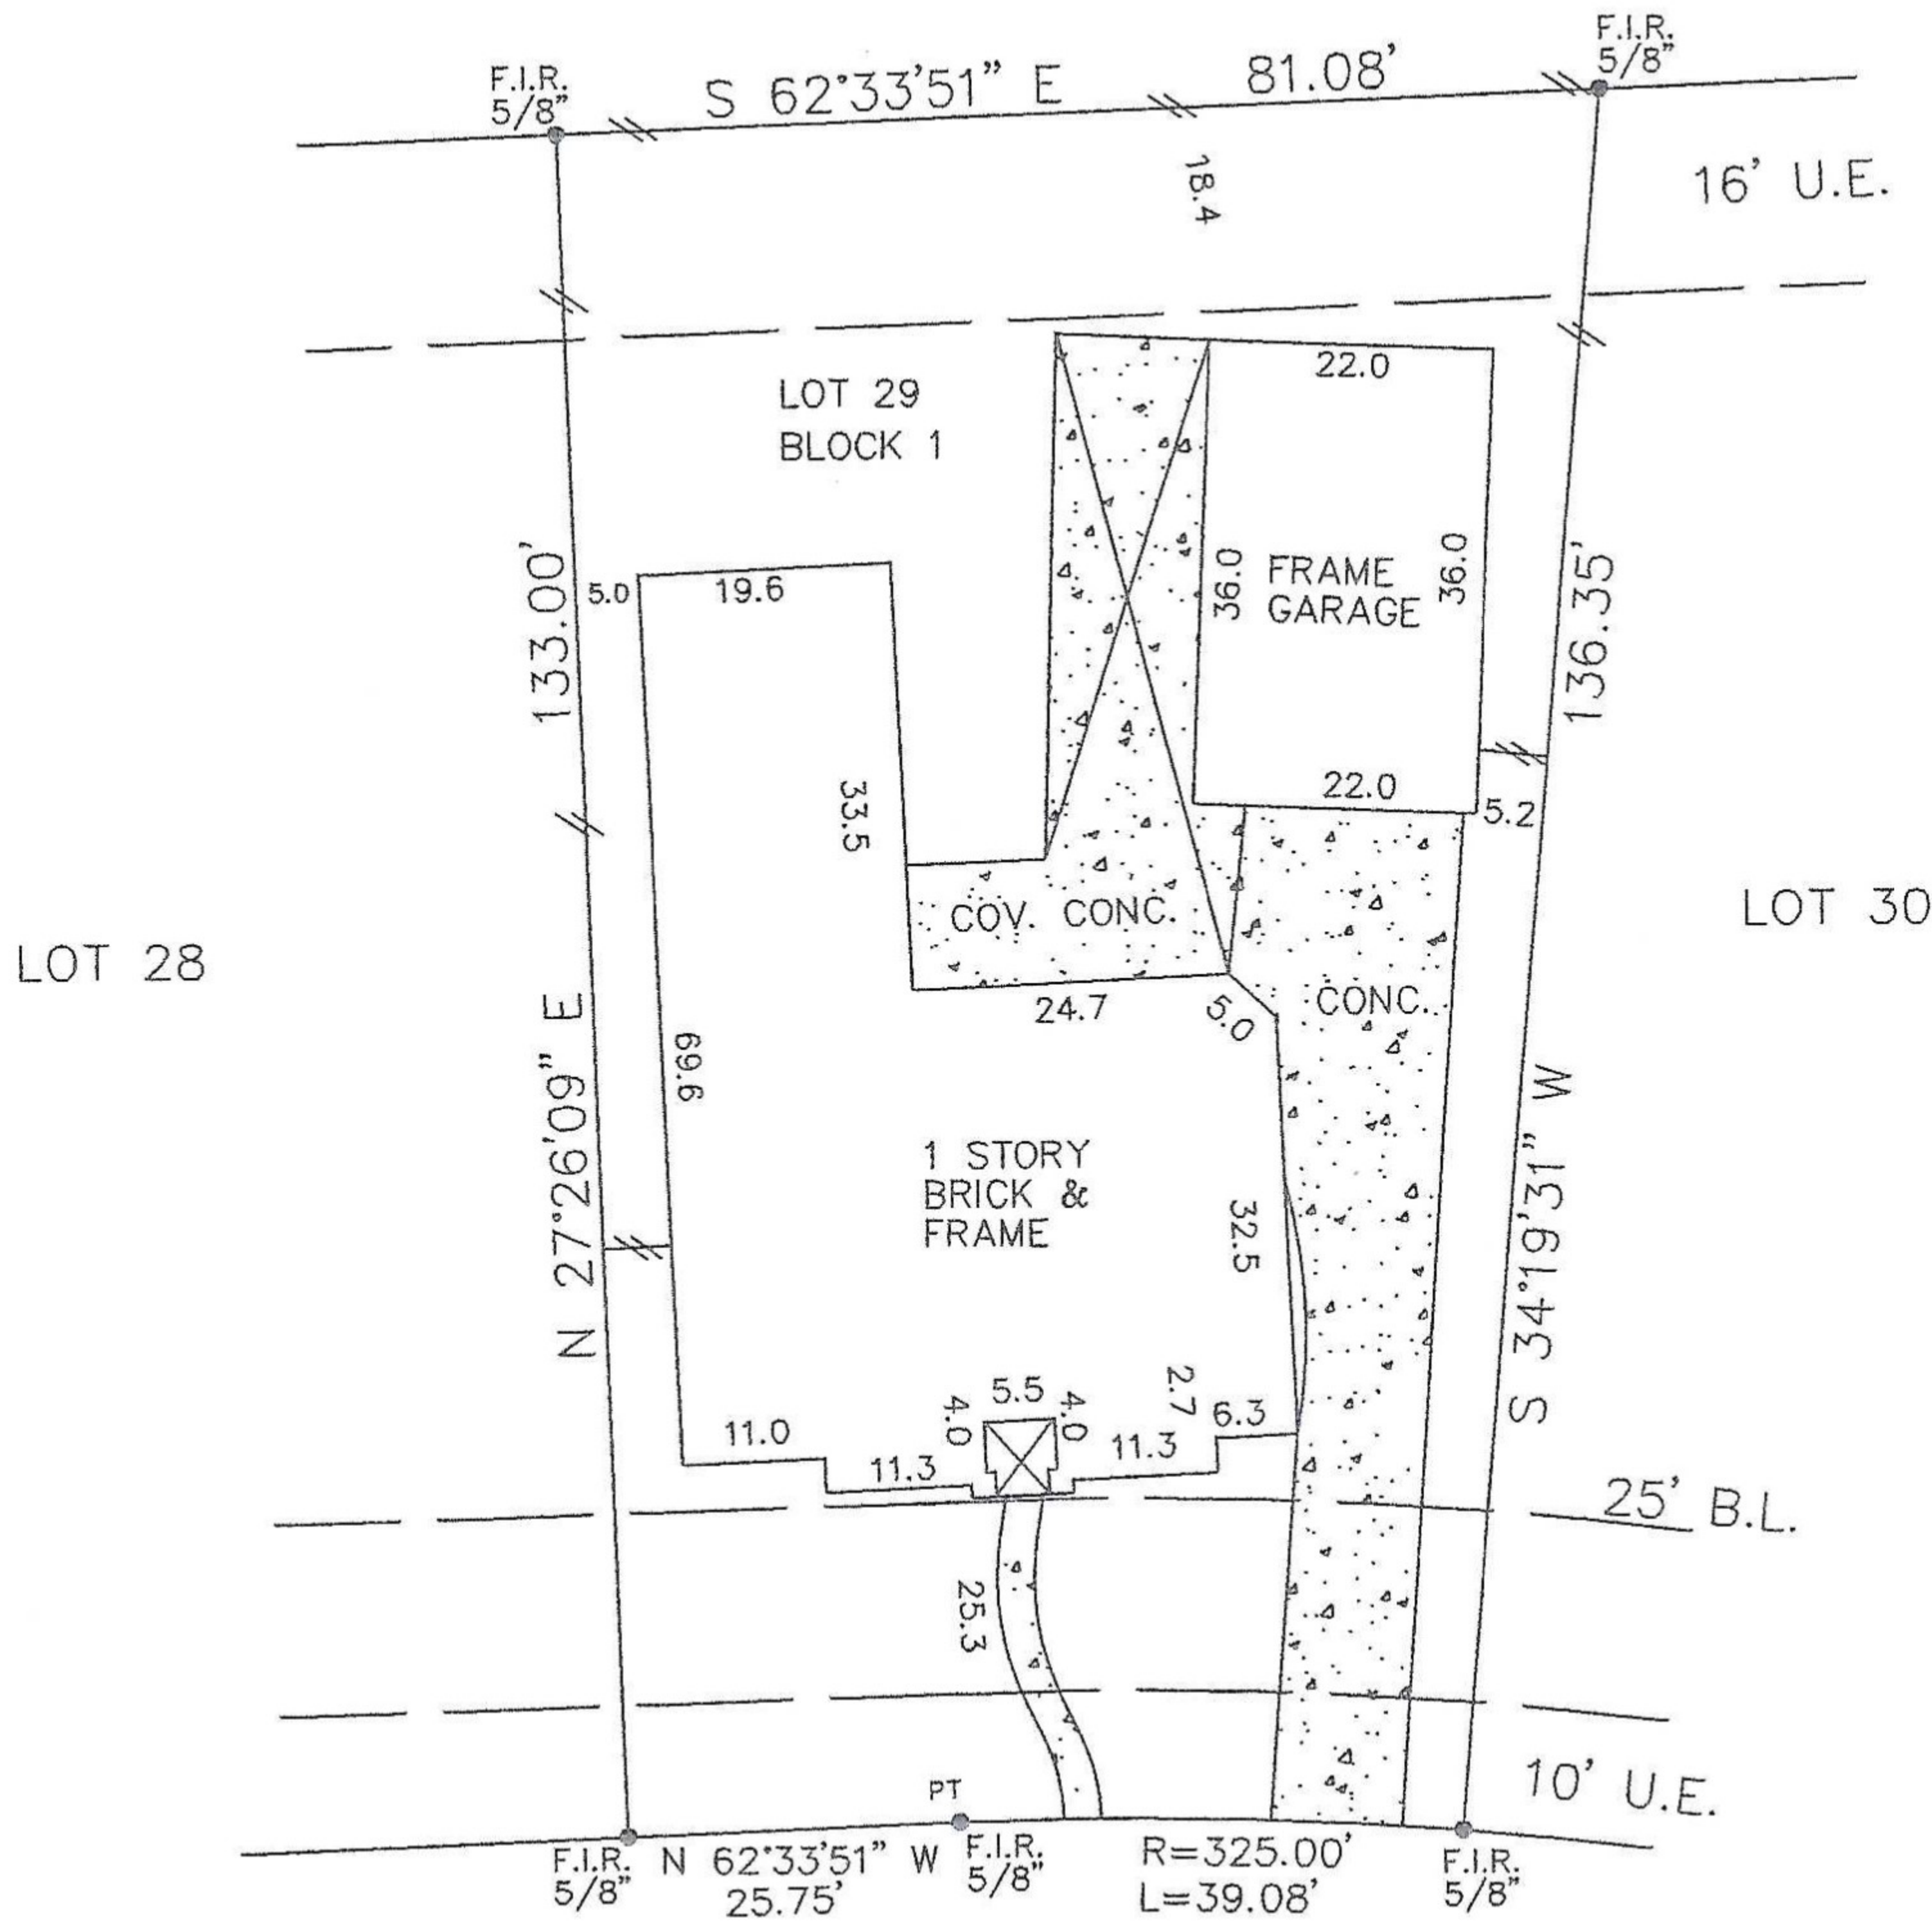 F.I.R.
5/8"
S 62°33'51" E
81.08'
F.I.R.
5/8"
16' U.E.
18.4
LOT 29
BLOCK 1
22.0
133.00'
5.0
19.6
36.0
FRAME
GARAGE
36.0
136.35'
33.5
22.0
5.2
COV. CONC.
LOT 28
LOT 30
24.7
5.0
CONC.
N 27°26'09" E
69.6
1 STORY
BRICK &
FRAME
32.5
S 34°19'31" W
11.0
11.3
4.0
5.5
4.0
11.3
2.7
6.3
25' B.L.
25.3
10' U.E.
PT
F.I.R.
5/8"
N 62°33'51" W
25.75'
F.I.R.
5/8"
R=325.00'
L=39.08'
F.I.R.
5/8"